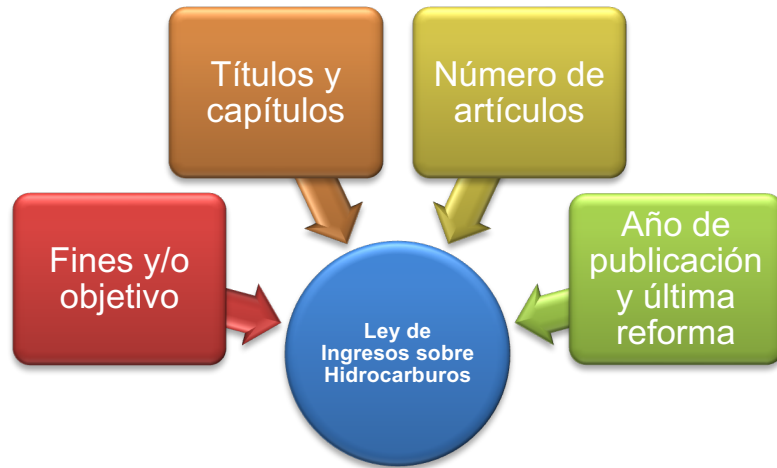 Títulos y
capítulos
Número de
artículos
Fines y/o
objetivo
Año de
publicación
y última
reforma
Ley de
Ingresos sobre
Hidrocarburos